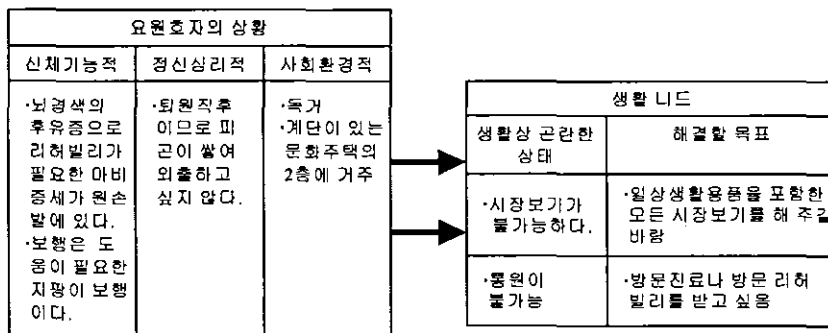 요원호자의 상황
신체기능적
정신심리적
사회환경적
·뇌경색의
후유증으로
리허빌리가
필요한 마비
증세가 왼손
발에 있다.
·보행은 도
움이 필요한
지팡이 보행
이다.
·퇴원직후
이므로 피
곤이 쌓여
외출하고
싶지 않다.
·독거
·계단이 있는
문화주택의
2층에 거주
생활 니드
생활상 곤란한
상태
해결할 목표
·시장보기가
불가능하다.
·일상생활용품을 포함한
모든 시장보기를 해 주길
바람
·통원이
불가능
·방문진료나 방문 리허
빌리를 받고 싶음